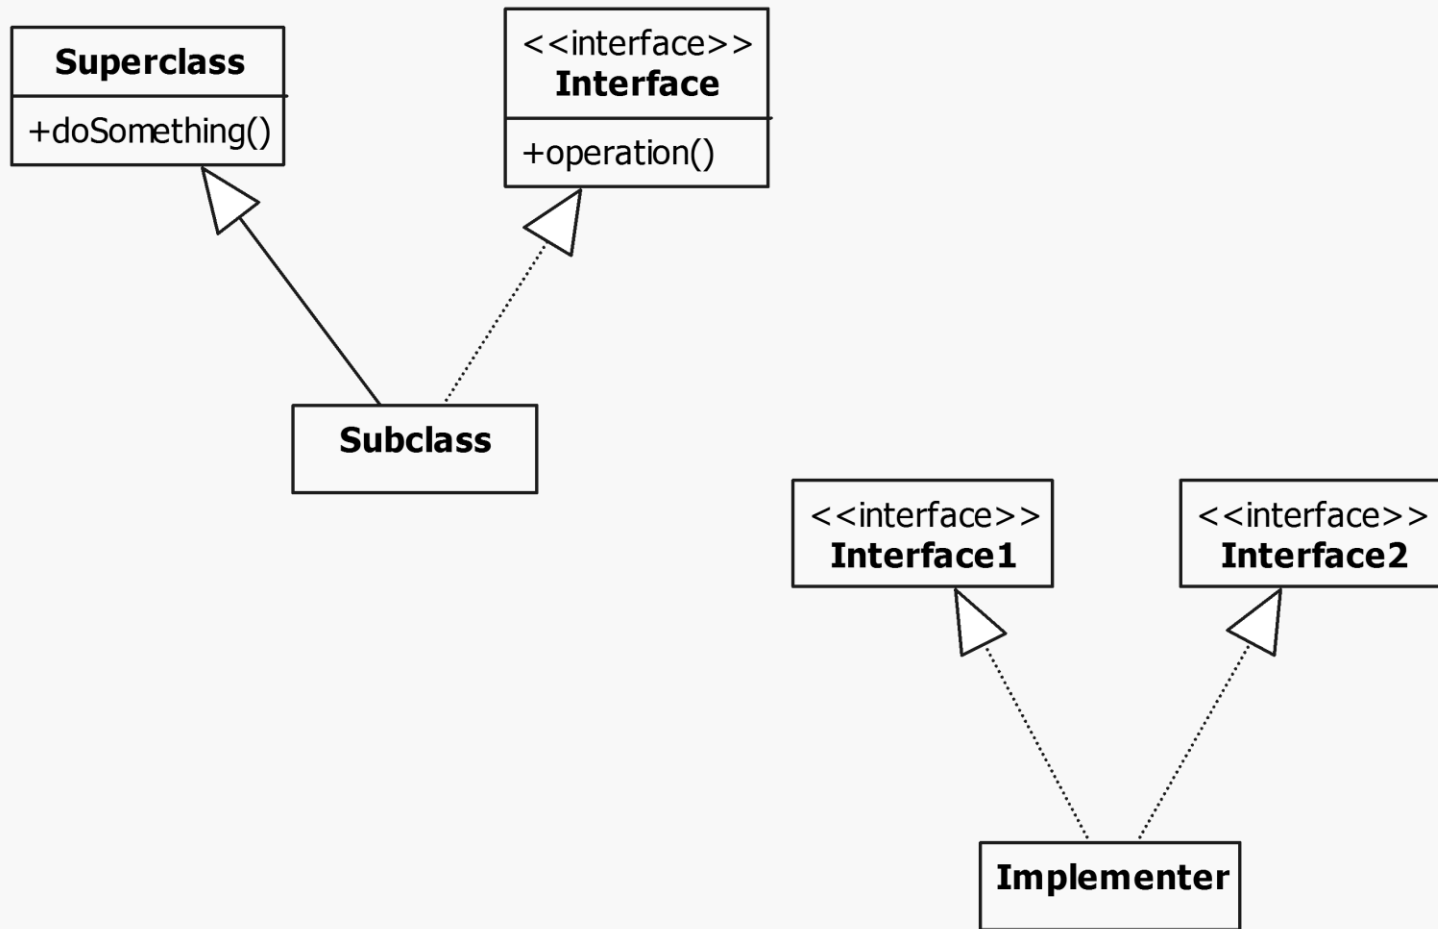 Superclass
+doSomething()
<<interface>>
Interface
+operation()
Subclass
<<interface>>
Interface1
<<interface>>
Interface2
Implementer